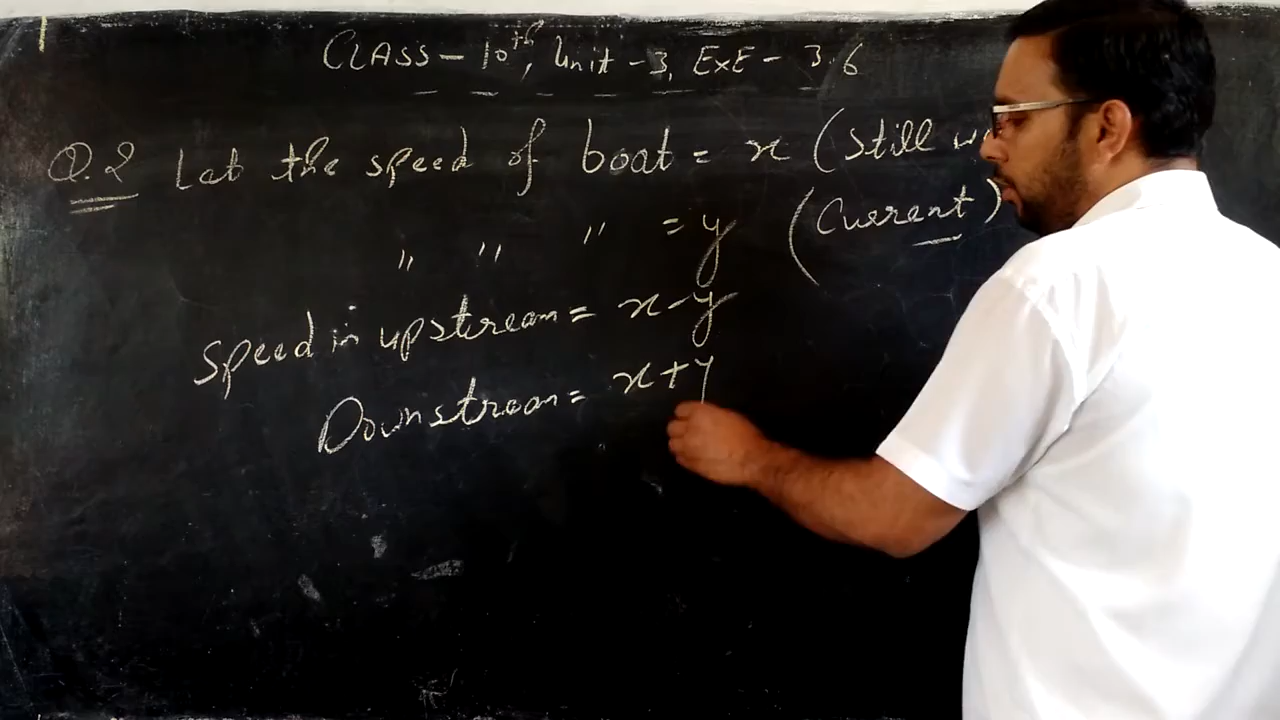 CLASS - 10th, Unit - 3, EXE - 3.6
Q.2 Let the speed of boat = x (Still
" " " = y (Current)
Speed in upstream = x-y
Downstream = x+y